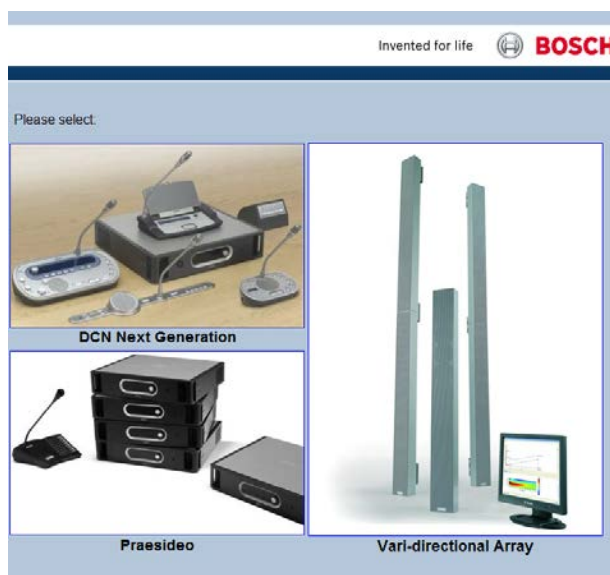 Invented for life BOSCH
Please select:
DCN Next Generation
Praesideo
Vari-directional Array